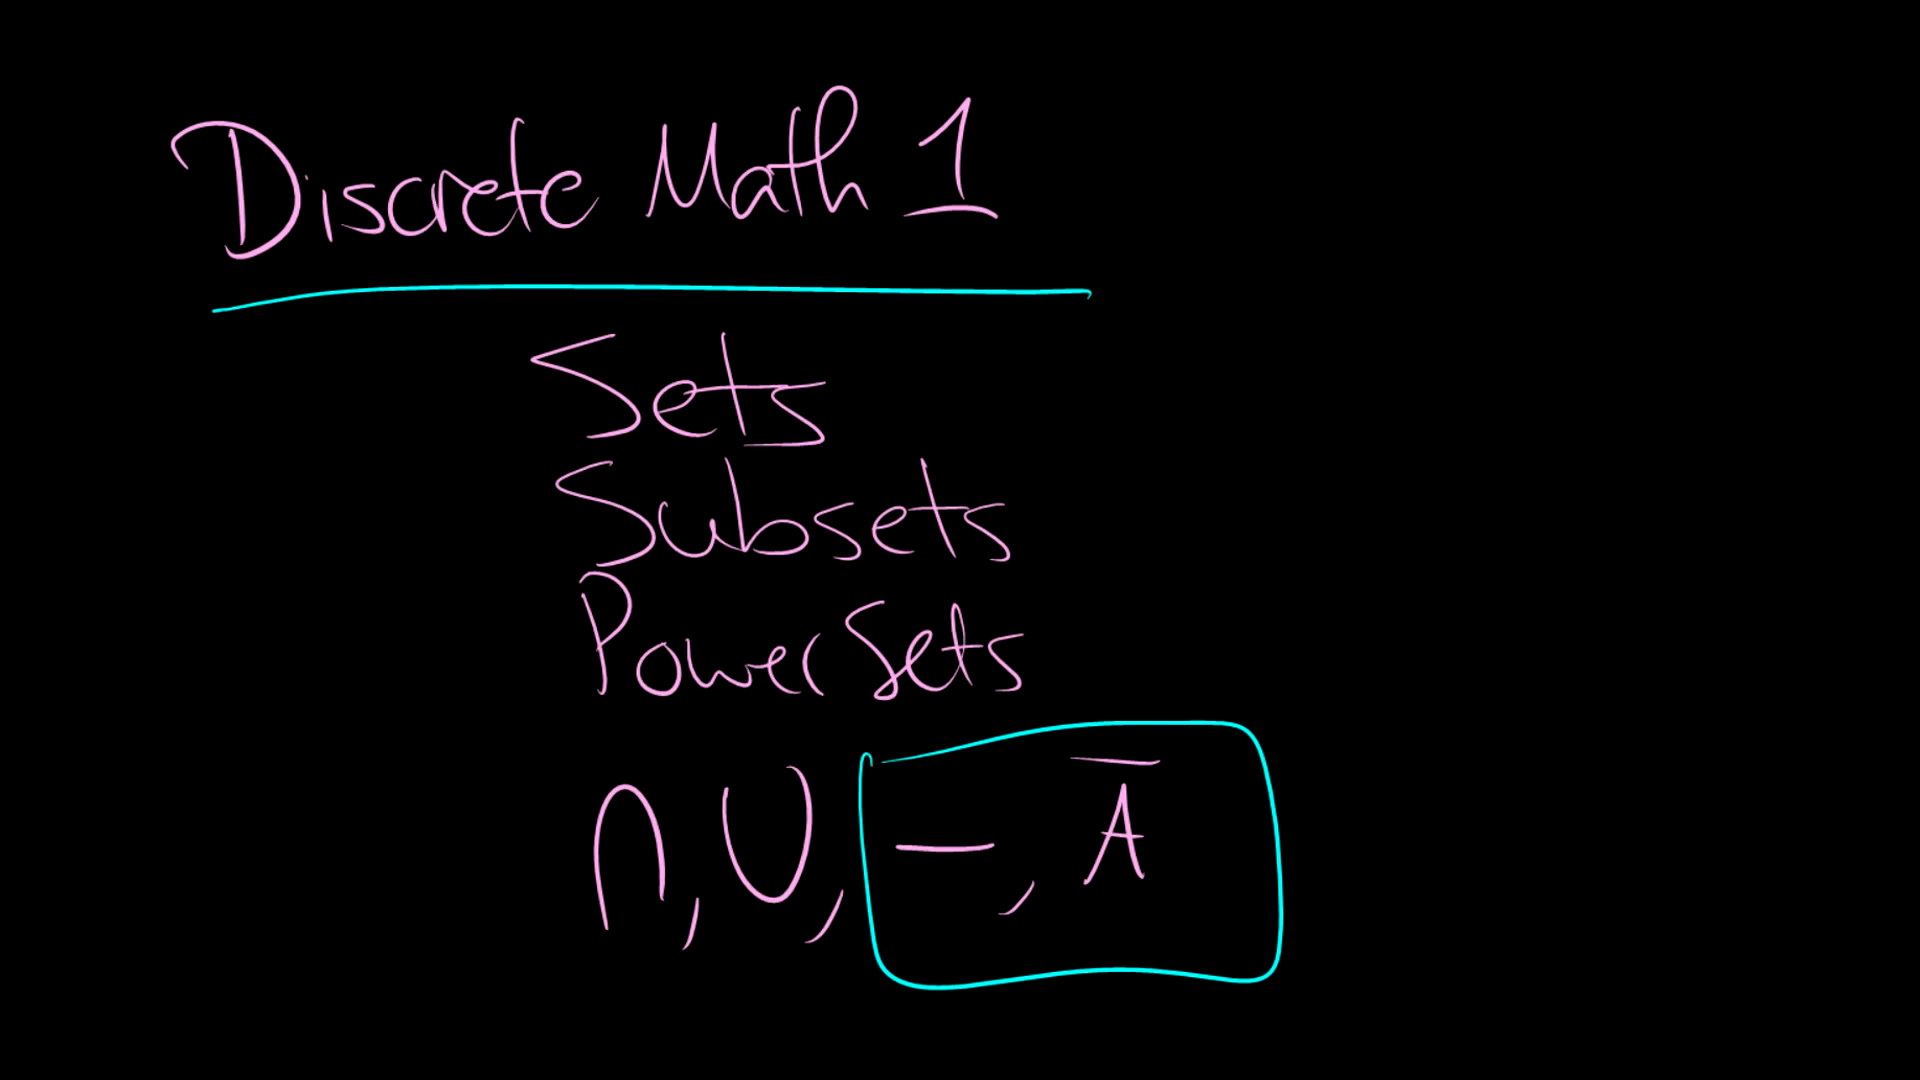 Discrete Math 1
Sets
Subsets
Power Sets
∩, ∪, —, A̅